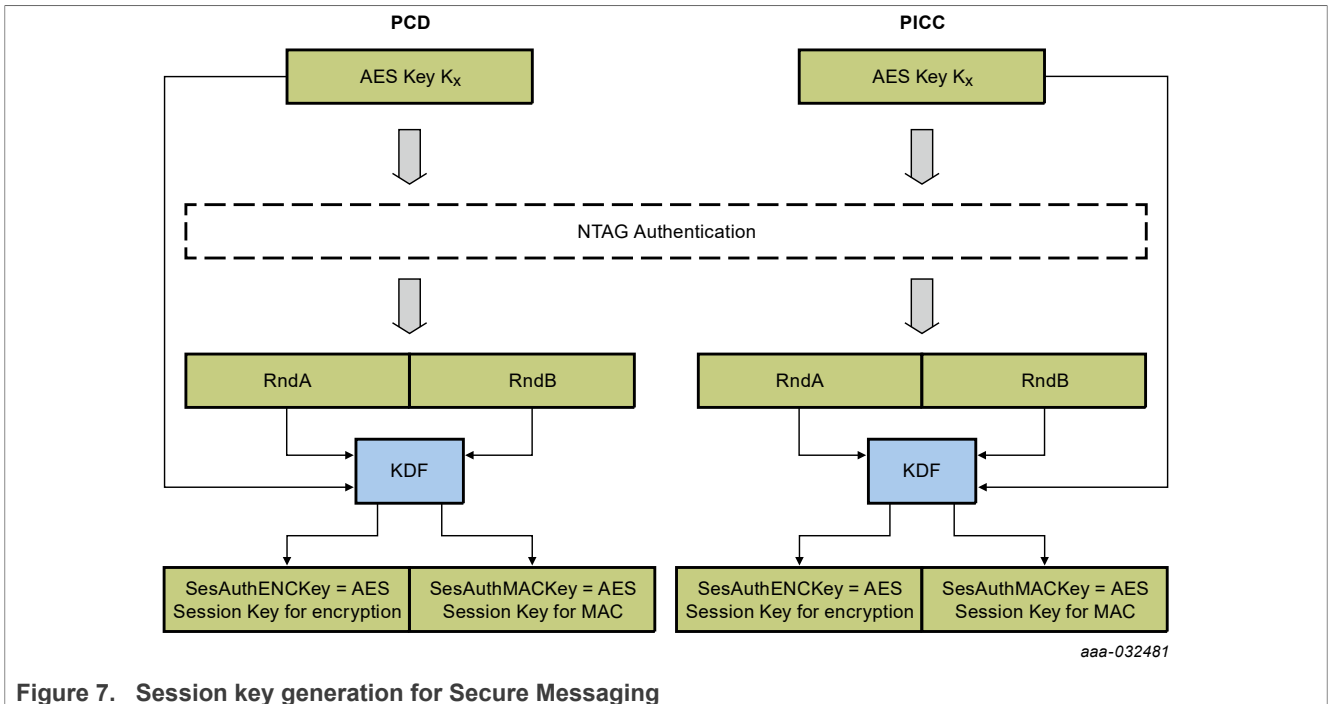 PCD
PICC
AES Key Kx
AES Key Kx
NTAG Authentication
RndA
RndB
RndA
RndB
KDF
KDF
SesAuthENCKey = AES
Session Key for encryption
SesAuthMACKey = AES
Session Key for MAC
SesAuthENCKey = AES
Session Key for encryption
SesAuthMACKey = AES
Session Key for MAC
aaa-032481
Figure 7. Session key generation for Secure Messaging